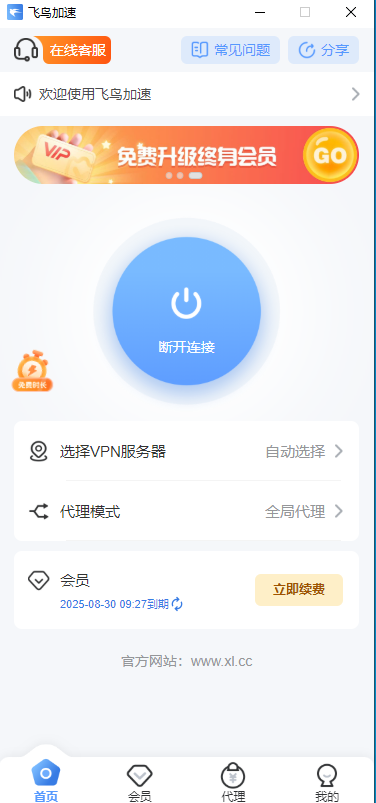 飞鸟加速
在线客服
常见问题
分享
欢迎使用飞鸟加速
VIP
免费升级终身会员
GO
断开连接
免费时长
选择VPN服务器
自动选择
代理模式
全局代理
会员
2025-08-30 09:27到期
立即续费
官方网站：www.xl.cc
首页
会员
代理
我的